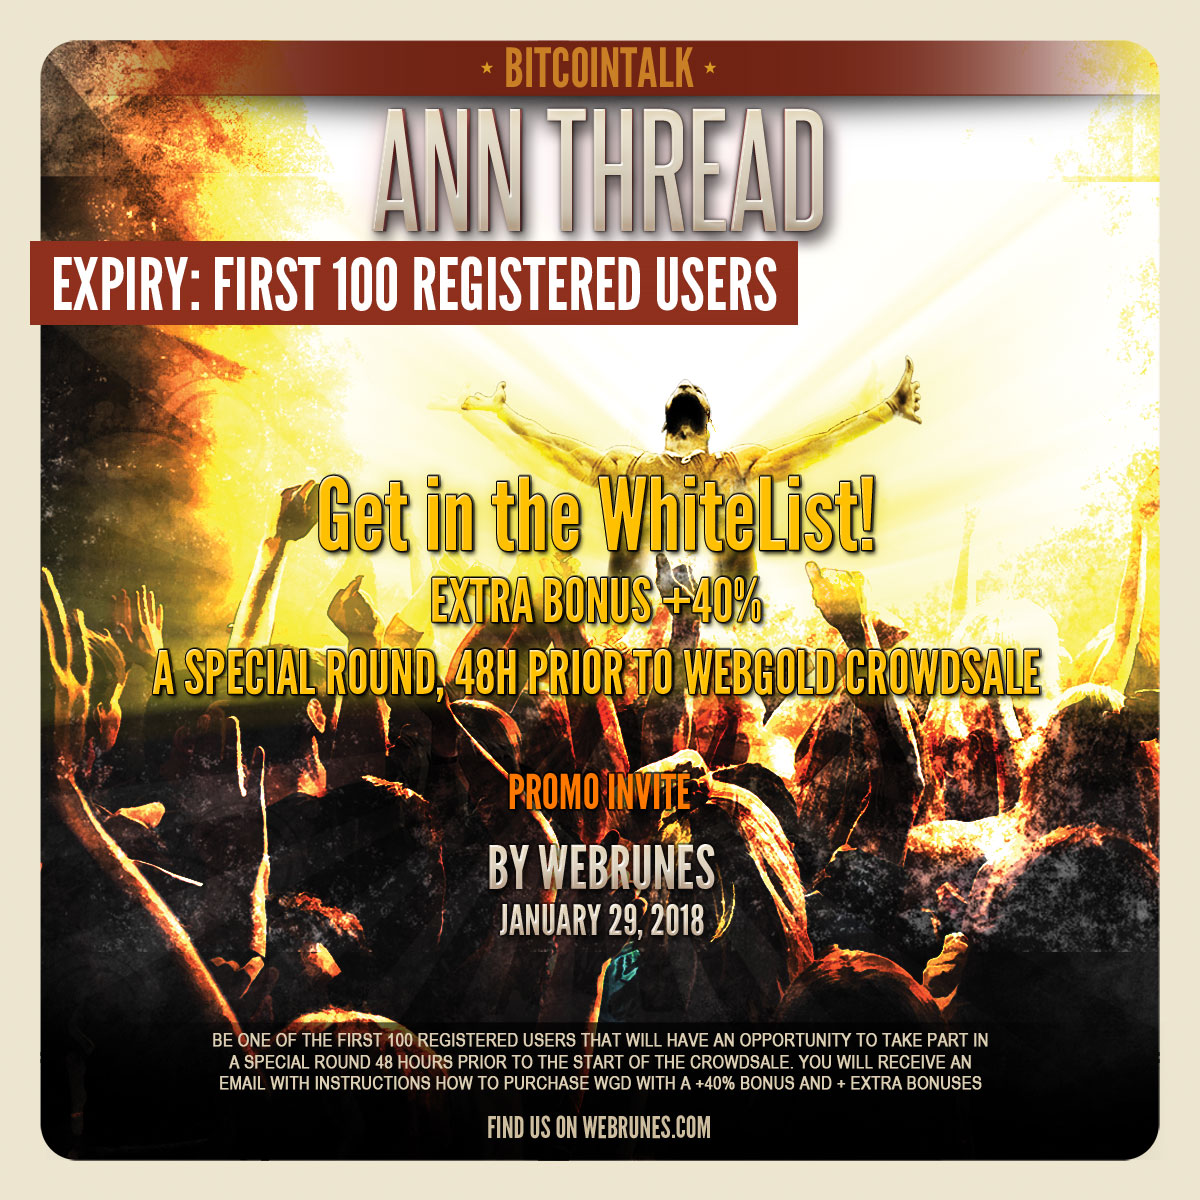 ★ BITCOINTALK ★
ANN THREAD
EXPIRY: FIRST 100 REGISTERED USERS
Get in the WhiteList!
EXTRA BONUS +40%
A SPECIAL ROUND, 48H PRIOR TO WEBGOLD CROWDSALE
PROMO INVITE
BY WEBRUNES
JANUARY 29, 2018
BE ONE OF THE FIRST 100 REGISTERED USERS THAT WILL HAVE AN OPPORTUNITY TO TAKE PART IN
A SPECIAL ROUND 48 HOURS PRIOR TO THE START OF THE CROWDSALE. YOU WILL RECEIVE AN
EMAIL WITH INSTRUCTIONS HOW TO PURCHASE WGD WITH A +40% BONUS AND + EXTRA BONUSES
FIND US ON WEBRUNES.COM